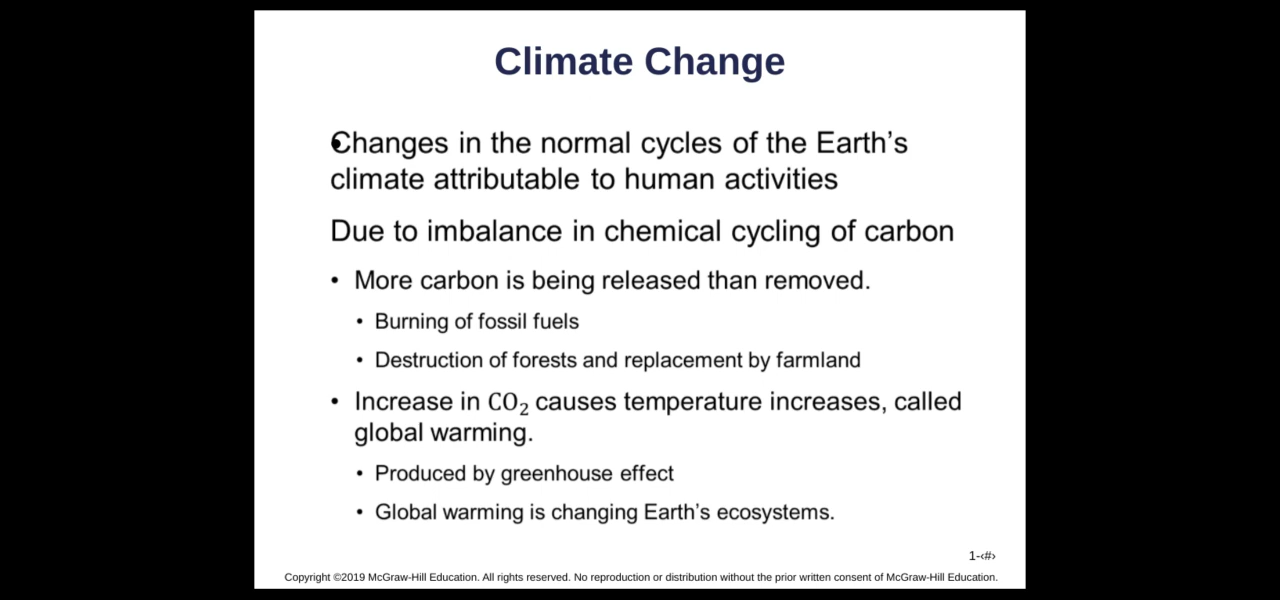 Climate Change
•Changes in the normal cycles of the Earth’s
climate attributable to human activities
Due to imbalance in chemical cycling of carbon
• More carbon is being released than removed.
• Burning of fossil fuels
• Destruction of forests and replacement by farmland
• Increase in CO₂ causes temperature increases, called
global warming.
• Produced by greenhouse effect
• Global warming is changing Earth’s ecosystems.
1-‹#›
Copyright ©2019 McGraw-Hill Education. All rights reserved. No reproduction or distribution without the prior written consent of McGraw-Hill Education.